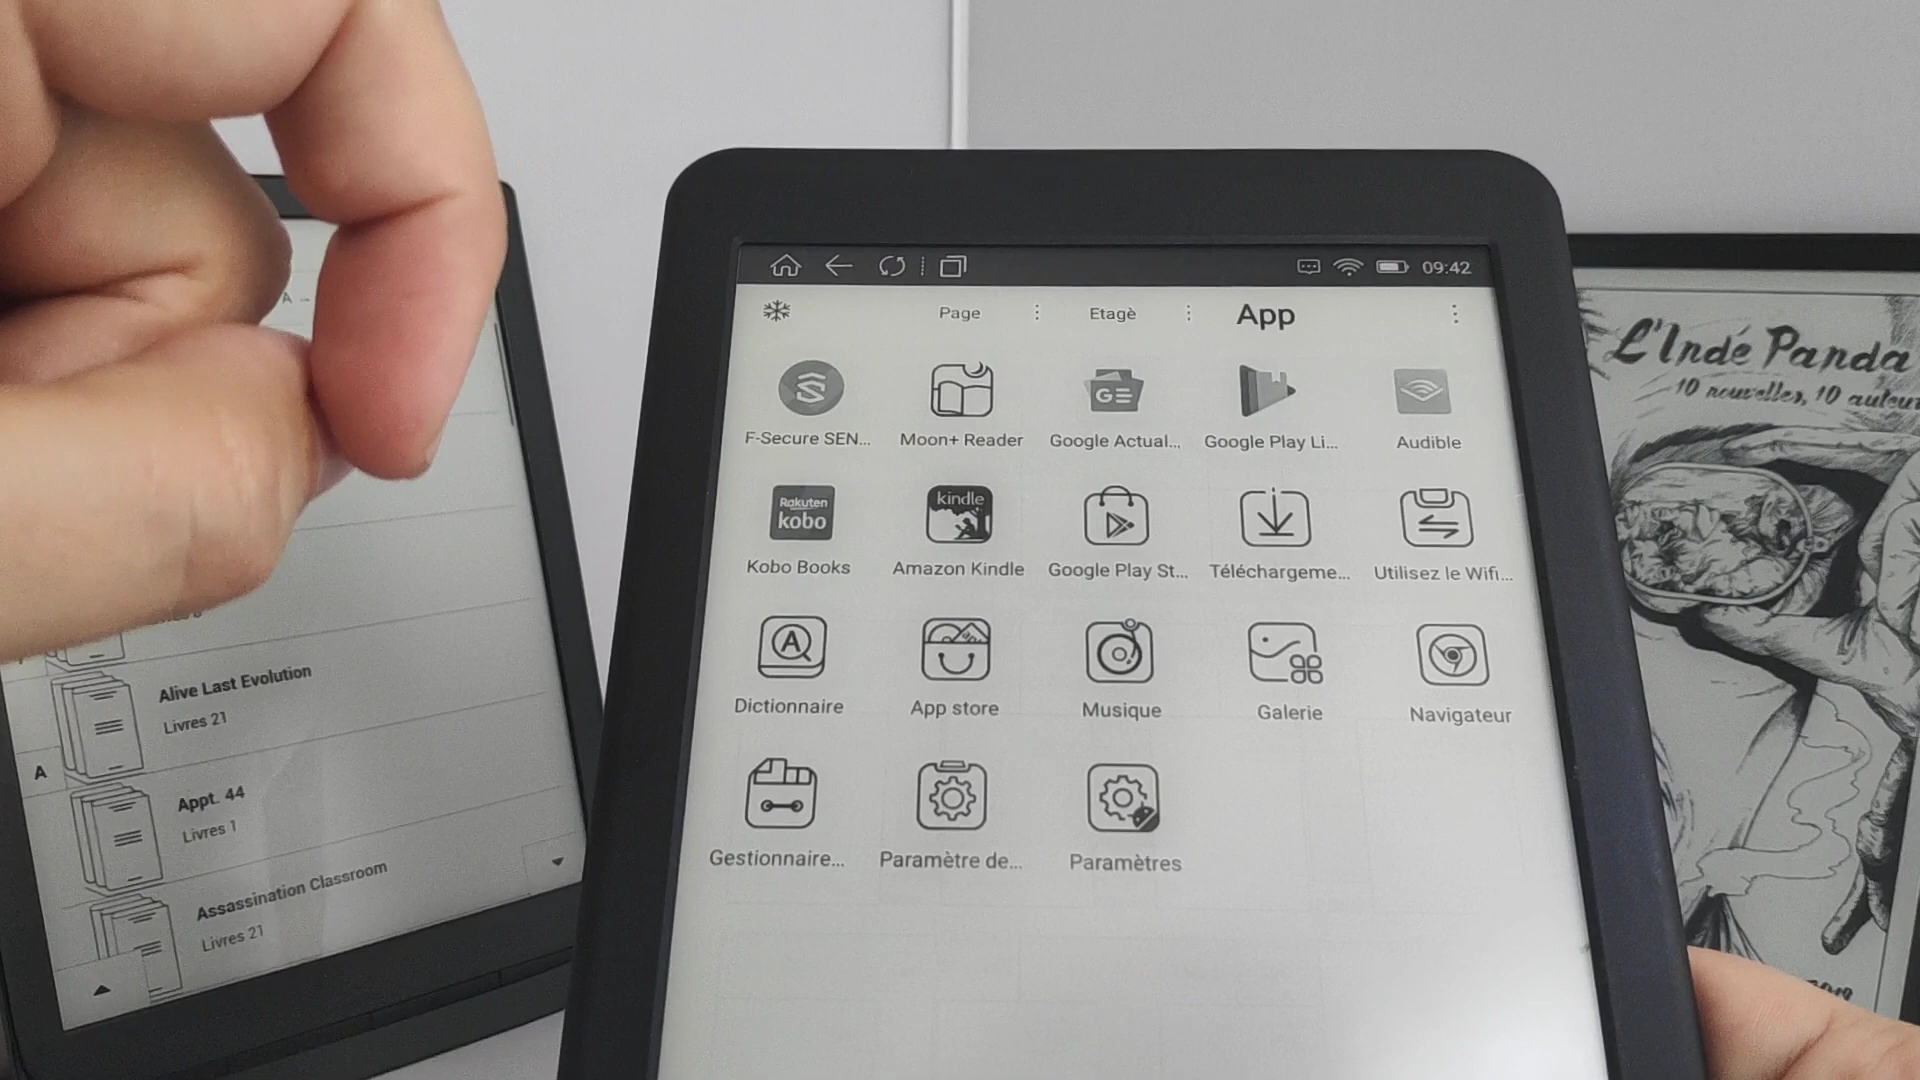 09:42
Page
Etagè
App
F-Secure SEN...
Moon+ Reader
Google Actual...
Google Play Li...
Audible
Rakuten
kobo
kindle
GE
Kobo Books
Amazon Kindle
Google Play St...
Téléchargeme...
Utilisez le Wifi...
A
Dictionnaire
App store
Musique
Galerie
Navigateur
Gestionnaire...
Paramètre de...
Paramètres
A
Alive Last Evolution
Livres 21
A
Appt. 44
Livres 1
Assassination Classroom
Livres 21
L'Indé Panda
10 nouvelles, 10 auteur